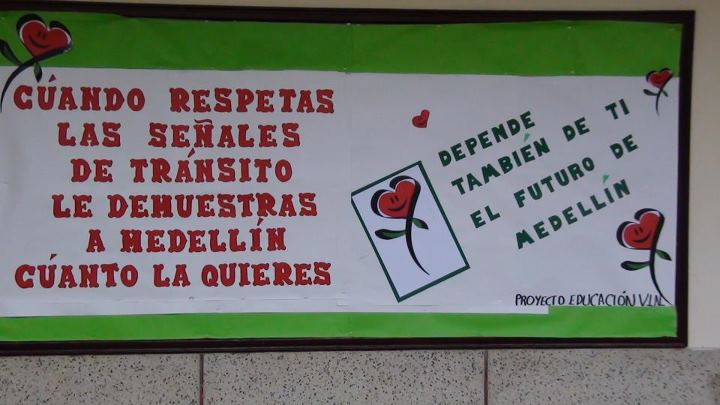 CÚANDO RESPETAS
LAS SEÑALES
DE TRÁNSITO
LE DEMUESTRAS
A MEDELLÍN
CÚANTO LA QUIERES
DEPENDE
TAMBIÉN DE TI
EL FUTURO DE
MEDELLÍN
PROYECTO EDUCACIÓN